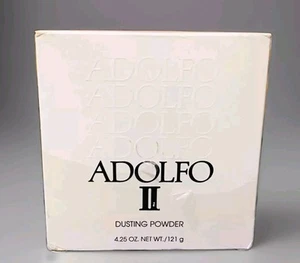 ADOLFO
ADOLFO
ADOLFO
ADOLFO
ADOLFO
II
DUSTING POWDER
4.25 OZ. NET WT./121 g